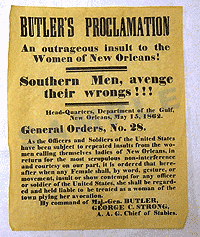 BUTLER'S PROCLAMATION
An outrageous insult to the
Women of New Orleans!
Southern Men, avenge
their wrongs!!!
Head-Quarters, Department of the Gulf,
New Orleans, May 15, 1862.
General Orders, No. 28.
As the Officers and Soldiers of the United States
have been subject to repeated insults from the wo-
men calling themselves ladies of New Orleans, in
return for the most scrupulous non-interference
and courtesy on our part, it is ordered that here-
after when any Female shall, by word, gesture, or
movement, insult or show contempt for any officer
or soldier of the United States, she shall be regard-
ed and held liable to be treated as a woman of the
town plying her avocation.
By command of Maj.-Gen. BUTLER,
GEORGE C. STRONG,
A. A. G. Chief of Stables.